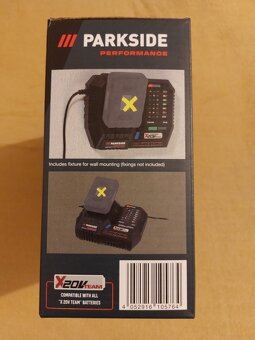 /// PARKSIDE
PERFORMANCE
X
PARKSIDE
Includes fixture for wall mounting (fixings not included)
X
X20V TEAM
COMPATIBLE WITH ALL
"X 20V TEAM" BATTERIES
4 052916 105764